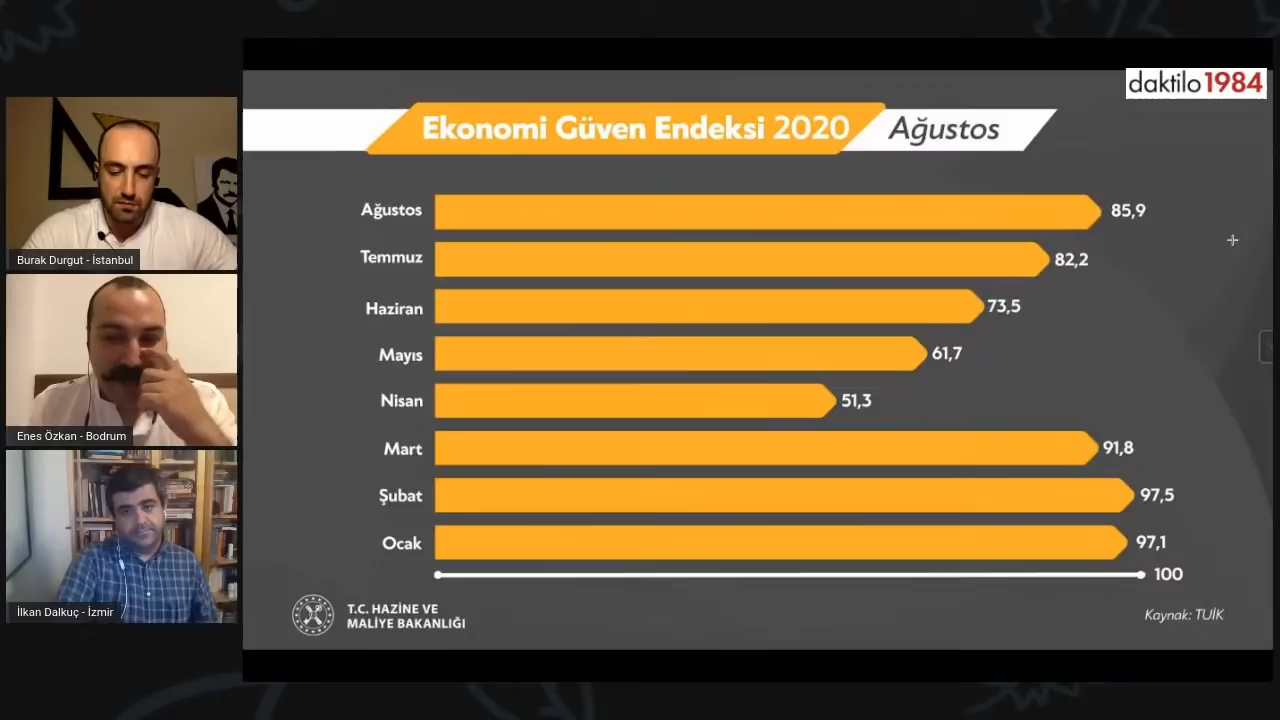 daktilo1984
Ekonomi Güven Endeksi 2020 Ağustos
Ağustos 85,9
Temmuz 82,2
Haziran 73,5
Mayıs 61,7
Nisan 51,3
Mart 91,8
Şubat 97,5
Ocak 97,1
100
T.C. HAZİNE VE
MALİYE BAKANLIĞI
Kaynak: TUİK
Burak Durgut - İstanbul
Enes Özkan - Bodrum
İlkan Dalkuç - İzmir